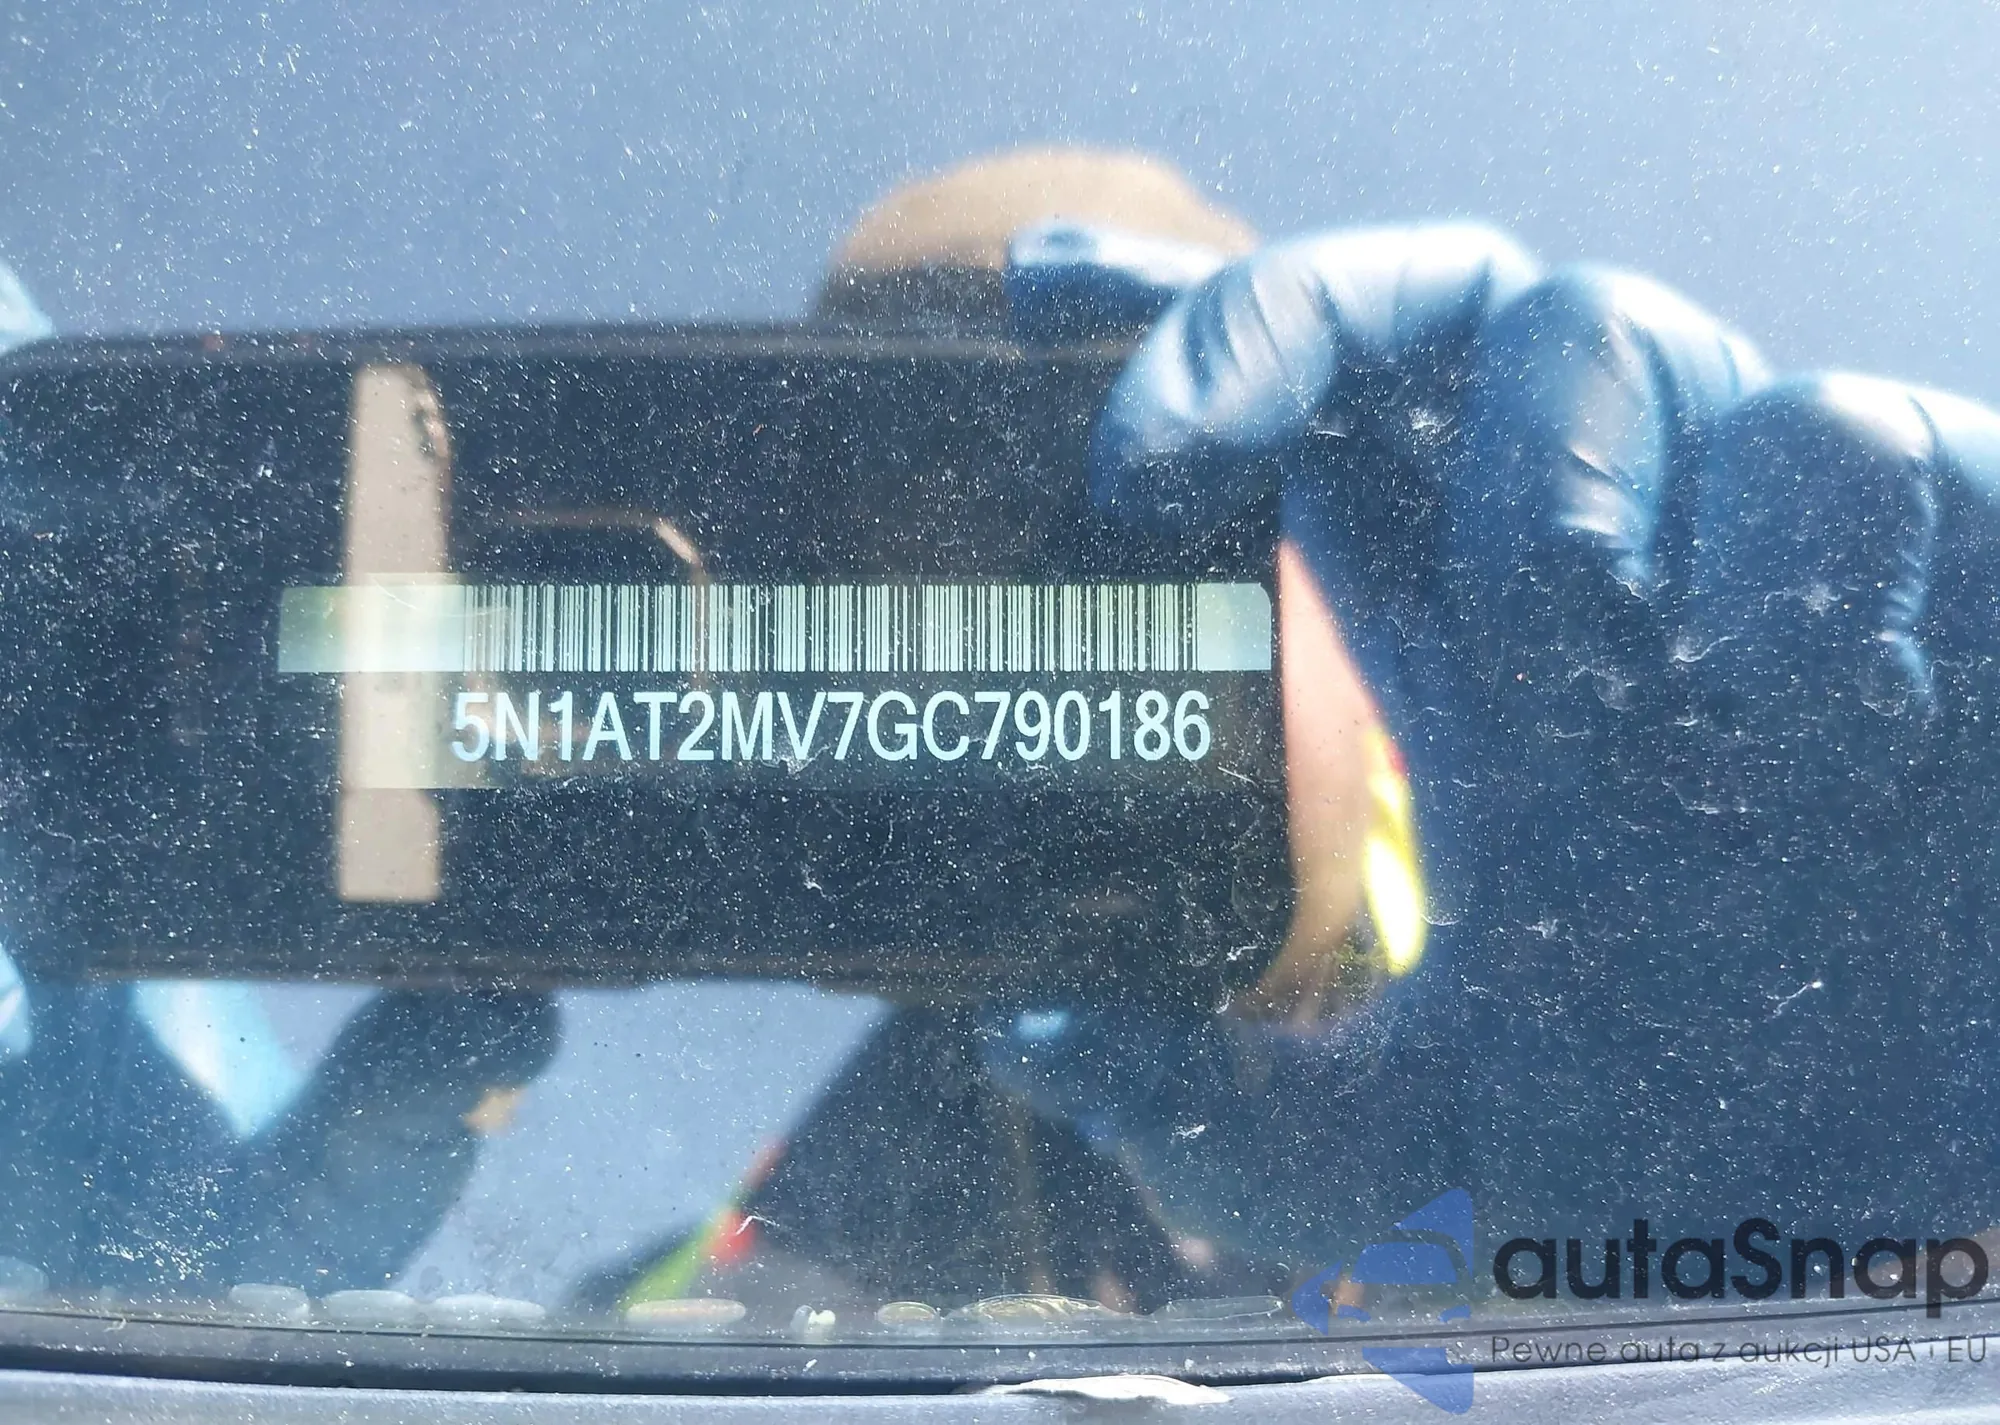 5N1AT2MV7GC790186
autaSnap
Pewne auta z aukcji USA i EU